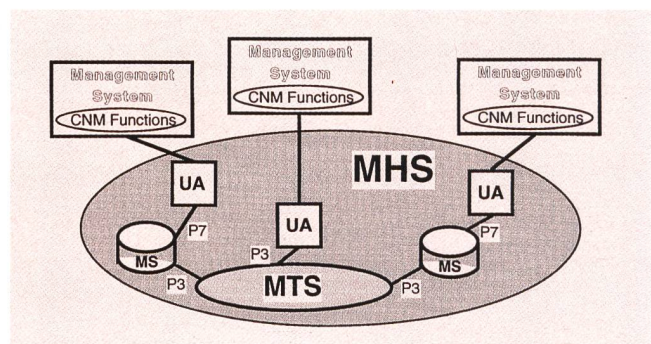 Management
System
CNM Functions
Management
System
CNM Functions
Management
System
CNM Functions
MHS
UA
UA
UA
P7
P7
MS
MS
P3
P3
P3
MTS